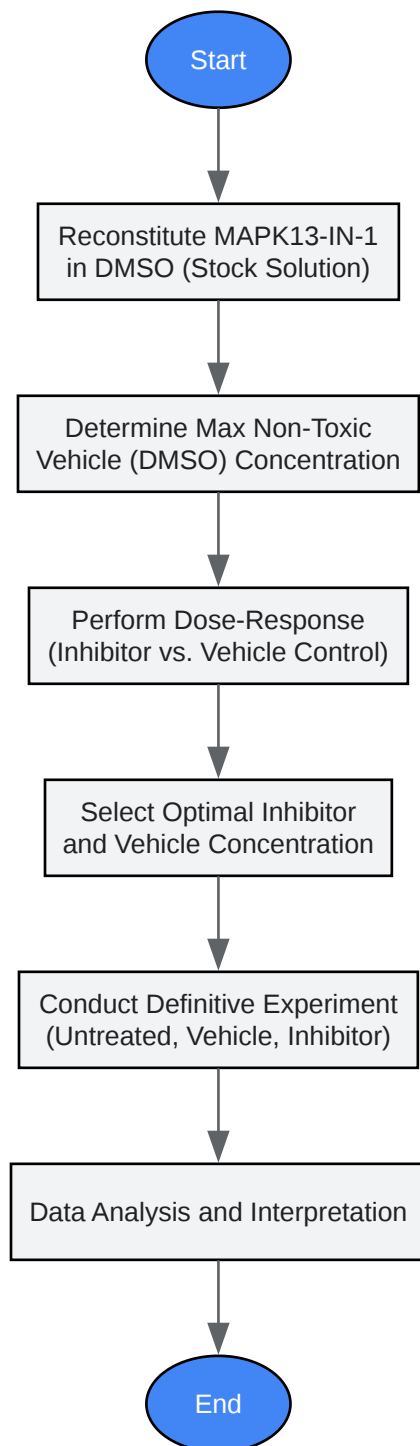 Start
Reconstitute MAPK13-IN-1
in DMSO (Stock Solution)
Determine Max Non-Toxic
Vehicle (DMSO) Concentration
Perform Dose-Response
(Inhibitor vs. Vehicle Control)
Select Optimal Inhibitor
and Vehicle Concentration
Conduct Definitive Experiment
(Untreated, Vehicle, Inhibitor)
Data Analysis and Interpretation
End